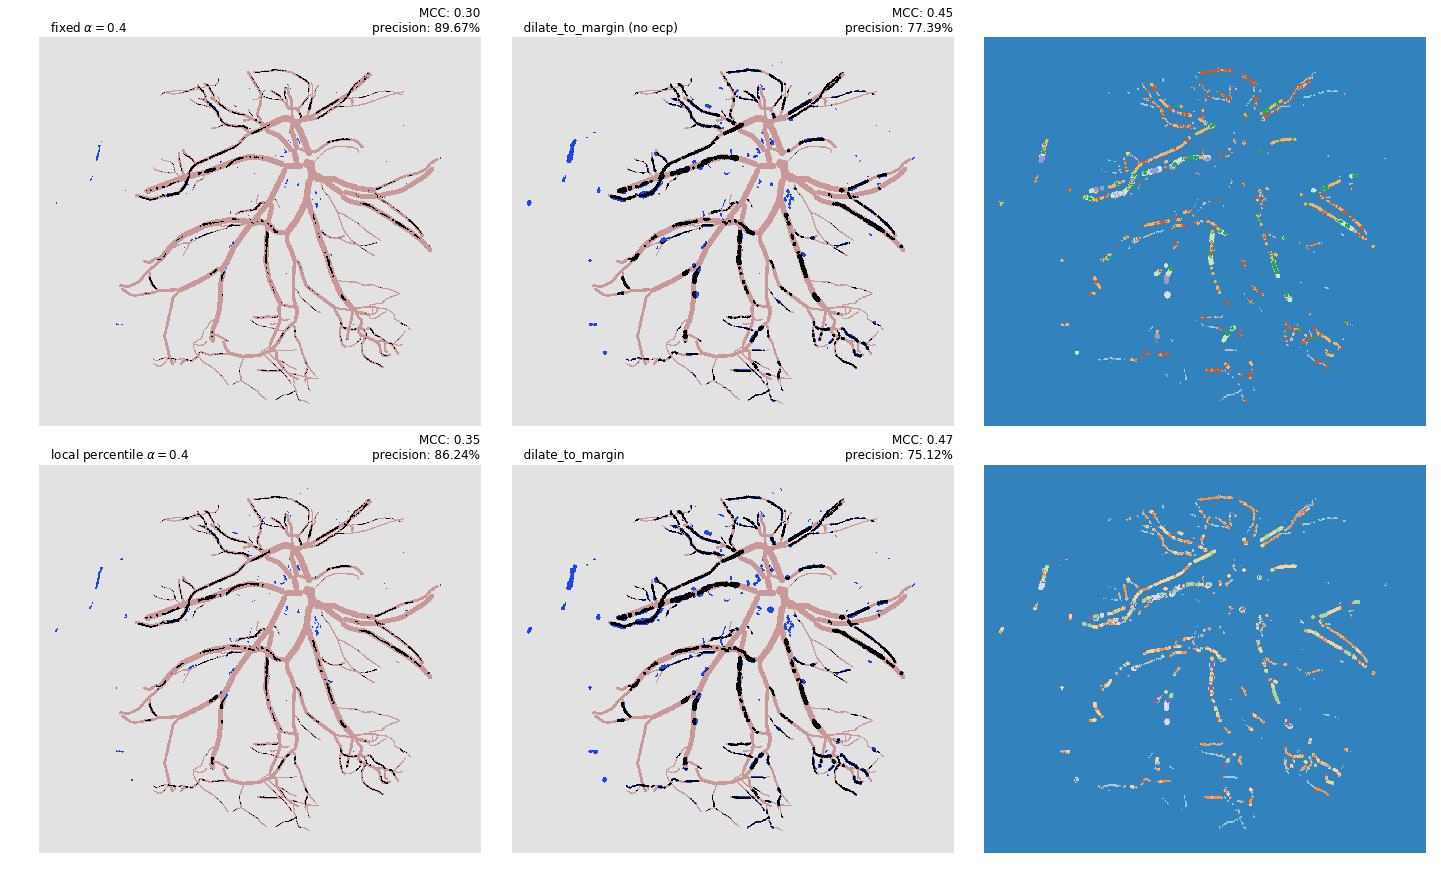 MCC: 0.30
fixed α = 0.4 precision: 89.67%
MCC: 0.45
dilate_to_margin (no ecp) precision: 77.39%
MCC: 0.35
local percentile α = 0.4 precision: 86.24%
MCC: 0.47
dilate_to_margin precision: 75.12%